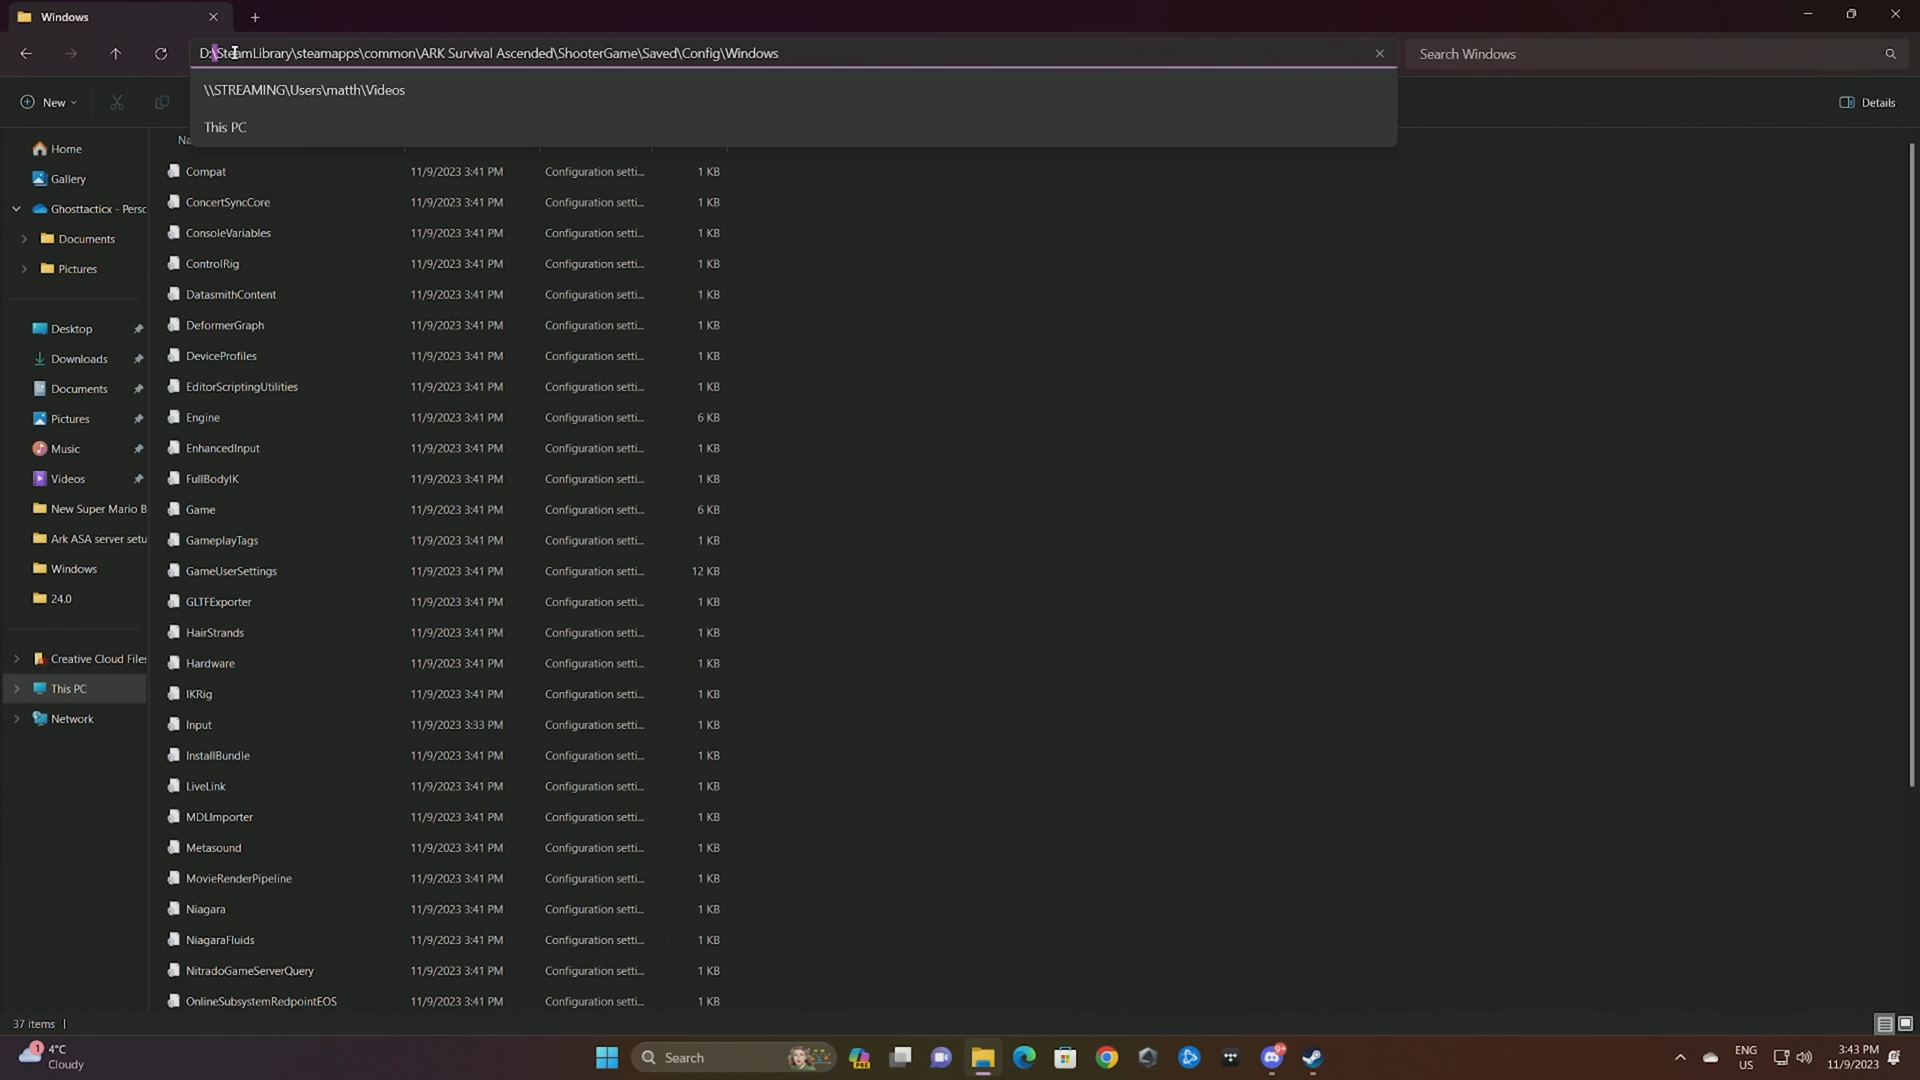 Windows
D:\SteamLibrary\steamapps\common\ARK Survival Ascended\ShooterGame\Saved\Config\Windows
Search Windows
\\STREAMING\Users\matth\Videos
This PC
New
Details
Na
Home
Gallery
Ghosttacticx - Persc
Documents
Pictures
Desktop
Downloads
Documents
Pictures
Music
Videos
New Super Mario B
Ark ASA server setu
Windows
24.0
Creative Cloud Files
This PC
Network
Compat 11/9/2023 3:41 PM Configuration setti... 1 KB
ConcertSyncCore 11/9/2023 3:41 PM Configuration setti... 1 KB
ConsoleVariables 11/9/2023 3:41 PM Configuration setti... 1 KB
ControlRig 11/9/2023 3:41 PM Configuration setti... 1 KB
DatasmithContent 11/9/2023 3:41 PM Configuration setti... 1 KB
DeformerGraph 11/9/2023 3:41 PM Configuration setti... 1 KB
DeviceProfiles 11/9/2023 3:41 PM Configuration setti... 1 KB
EditorScriptingUtilities 11/9/2023 3:41 PM Configuration setti... 1 KB
Engine 11/9/2023 3:41 PM Configuration setti... 6 KB
EnhancedInput 11/9/2023 3:41 PM Configuration setti... 1 KB
FullBodyIK 11/9/2023 3:41 PM Configuration setti... 1 KB
Game 11/9/2023 3:41 PM Configuration setti... 6 KB
GameplayTags 11/9/2023 3:41 PM Configuration setti... 1 KB
GameUserSettings 11/9/2023 3:41 PM Configuration setti... 12 KB
GLTFExporter 11/9/2023 3:41 PM Configuration setti... 1 KB
HairStrands 11/9/2023 3:41 PM Configuration setti... 1 KB
Hardware 11/9/2023 3:41 PM Configuration setti... 1 KB
IKRig 11/9/2023 3:41 PM Configuration setti... 1 KB
Input 11/9/2023 3:33 PM Configuration setti... 1 KB
InstallBundle 11/9/2023 3:41 PM Configuration setti... 1 KB
LiveLink 11/9/2023 3:41 PM Configuration setti... 1 KB
MDLImporter 11/9/2023 3:41 PM Configuration setti... 1 KB
Metasound 11/9/2023 3:41 PM Configuration setti... 1 KB
MovieRenderPipeline 11/9/2023 3:41 PM Configuration setti... 1 KB
Niagara 11/9/2023 3:41 PM Configuration setti... 1 KB
NiagaraFluids 11/9/2023 3:41 PM Configuration setti... 1 KB
NitradoGameServerQuery 11/9/2023 3:41 PM Configuration setti... 1 KB
OnlineSubsystemRedpointEOS 11/9/2023 3:41 PM Configuration setti... 1 KB
37 items
1
4°C
Cloudy
Search
PRE
9+
ENG
US
3:43 PM
11/9/2023